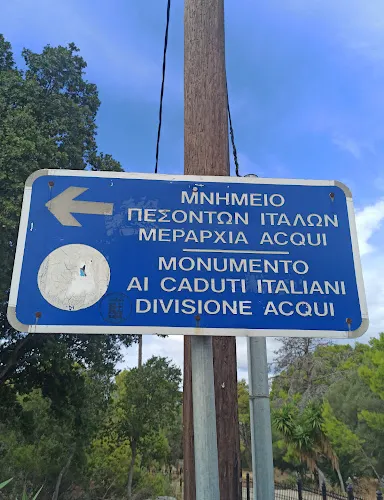 ΜΝΗΜΕΙΟ
ΠΕΣΟΝΤΩΝ ΙΤΑΛΩΝ
ΜΕΡΑΡΧΙΑ ACQUI
MONUMENTO
AI CADUTI ITALIANI
DIVISIONE ACQUI